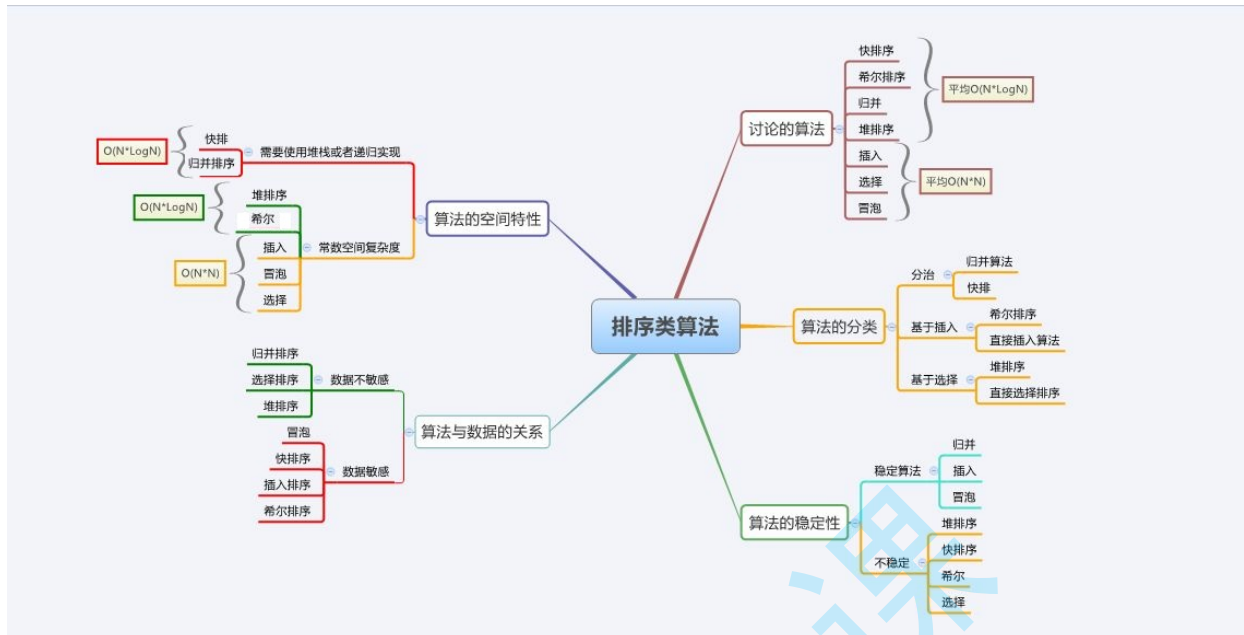 排序类算法
讨论的算法
快排序
希尔排序
归并
堆排序
平均O(N*LogN)
插入
选择
冒泡
平均O(N*N)
算法的分类
分治
归并算法
快排
基于插入
希尔排序
直接插入算法
基于选择
堆排序
直接选择排序
算法的稳定性
稳定算法
归并
插入
冒泡
不稳定
堆排序
快排序
希尔
选择
算法的空间特性
需要使用堆栈或者递归实现
快排
归并排序
O(N*LogN)
常数空间复杂度
堆排序
希尔
O(N*LogN)
插入
冒泡
选择
O(N*N)
算法与数据的关系
数据不敏感
归并排序
选择排序
堆排序
数据敏感
冒泡
快排序
插入排序
希尔排序
课